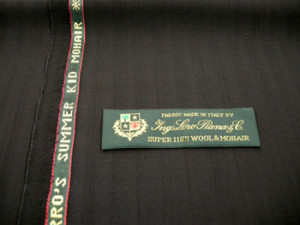 RRO'S SUMMER KID MOHAIR
FABRIC MADE IN ITALY BY
Ing. Loro Piana & C.
SUPER 110'S WOOL & MOHAIR